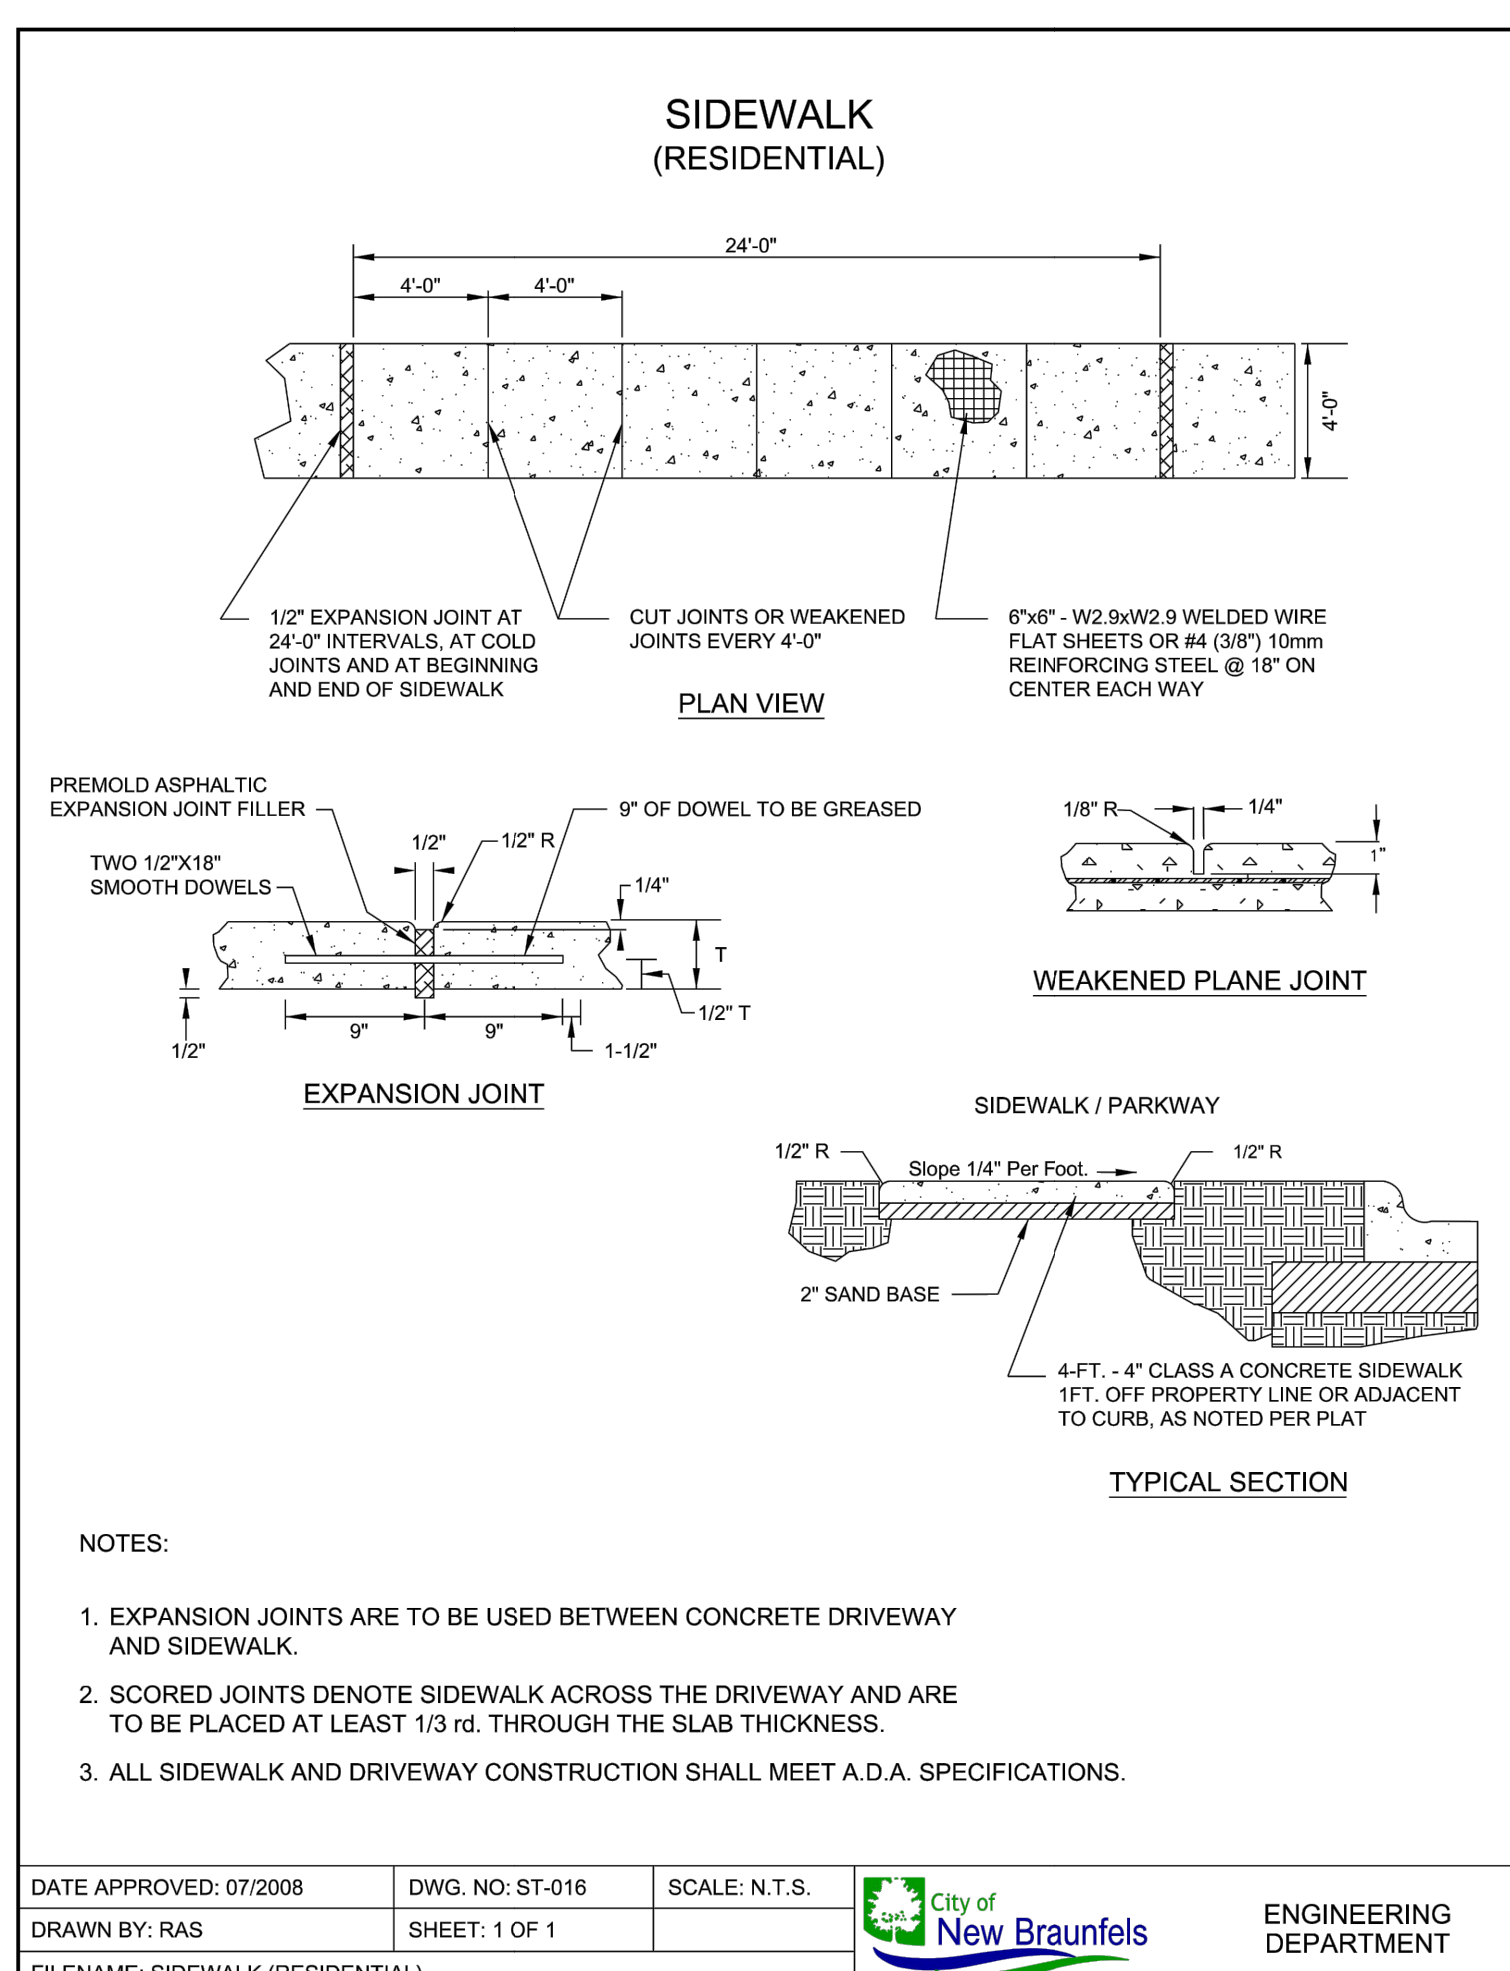 SIDEWALK
(RESIDENTIAL)
24'-0"
4'-0"
4'-0"
4'-0"
1/2" EXPANSION JOINT AT
24'-0" INTERVALS, AT COLD
JOINTS AND AT BEGINNING
AND END OF SIDEWALK
CUT JOINTS OR WEAKENED
JOINTS EVERY 4'-0"
6"x6" - W2.9xW2.9 WELDED WIRE
FLAT SHEETS OR #4 (3/8") 10mm
REINFORCING STEEL @ 18" ON
CENTER EACH WAY
PLAN VIEW
PREMOLD ASPHALTIC
EXPANSION JOINT FILLER
TWO 1/2"X18"
SMOOTH DOWELS
1/2"
1/2" R
9" OF DOWEL TO BE GREASED
1/4"
T
1/2" T
1/2"
9"
9"
1-1/2"
EXPANSION JOINT
1/8" R
1/4"
1"
WEAKENED PLANE JOINT
SIDEWALK / PARKWAY
1/2" R
Slope 1/4" Per Foot.
1/2" R
2" SAND BASE
4-FT. - 4" CLASS A CONCRETE SIDEWALK
1FT. OFF PROPERTY LINE OR ADJACENT
TO CURB, AS NOTED PER PLAT
TYPICAL SECTION
NOTES:
1. EXPANSION JOINTS ARE TO BE USED BETWEEN CONCRETE DRIVEWAY
AND SIDEWALK.
2. SCORED JOINTS DENOTE SIDEWALK ACROSS THE DRIVEWAY AND ARE
TO BE PLACED AT LEAST 1/3 rd. THROUGH THE SLAB THICKNESS.
3. ALL SIDEWALK AND DRIVEWAY CONSTRUCTION SHALL MEET A.D.A. SPECIFICATIONS.
DATE APPROVED: 07/2008
DWG. NO: ST-016
SCALE: N.T.S.
DRAWN BY: RAS
SHEET: 1 OF 1
FILENAME: SIDEWALK (RESIDENTIAL)
City of
New Braunfels
ENGINEERING
DEPARTMENT